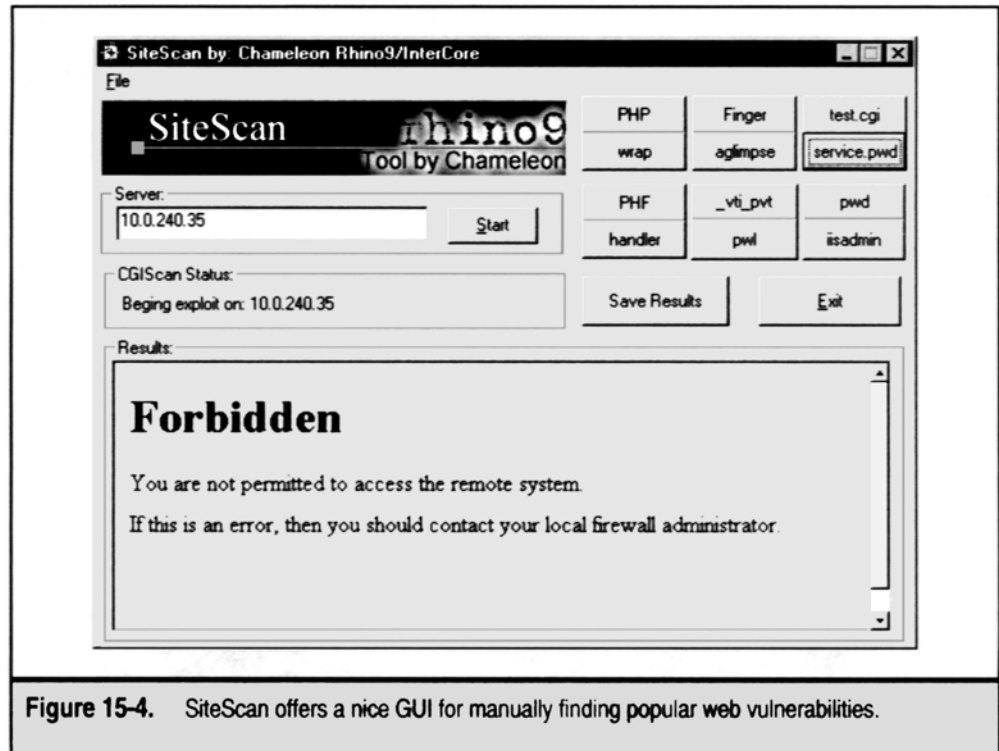 SiteScan by: Chameleon Rhino9/InterCore
File
SiteScan
rhino9
Tool by Chameleon
PHP
Finger
test.cgi
wrap
aglimpse
service.pwd
Server:
10.0.240.35
Start
PHF
_vti_pvt
pwd
handler
pwl
iisadmin
CGIScan Status:
Beging exploit on: 10.0.240.35
Save Results
Exit
Results:
Forbidden
You are not permitted to access the remote system.
If this is an error, then you should contact your local firewall administrator.
Figure 15-4. SiteScan offers a nice GUI for manually finding popular web vulnerabilities.